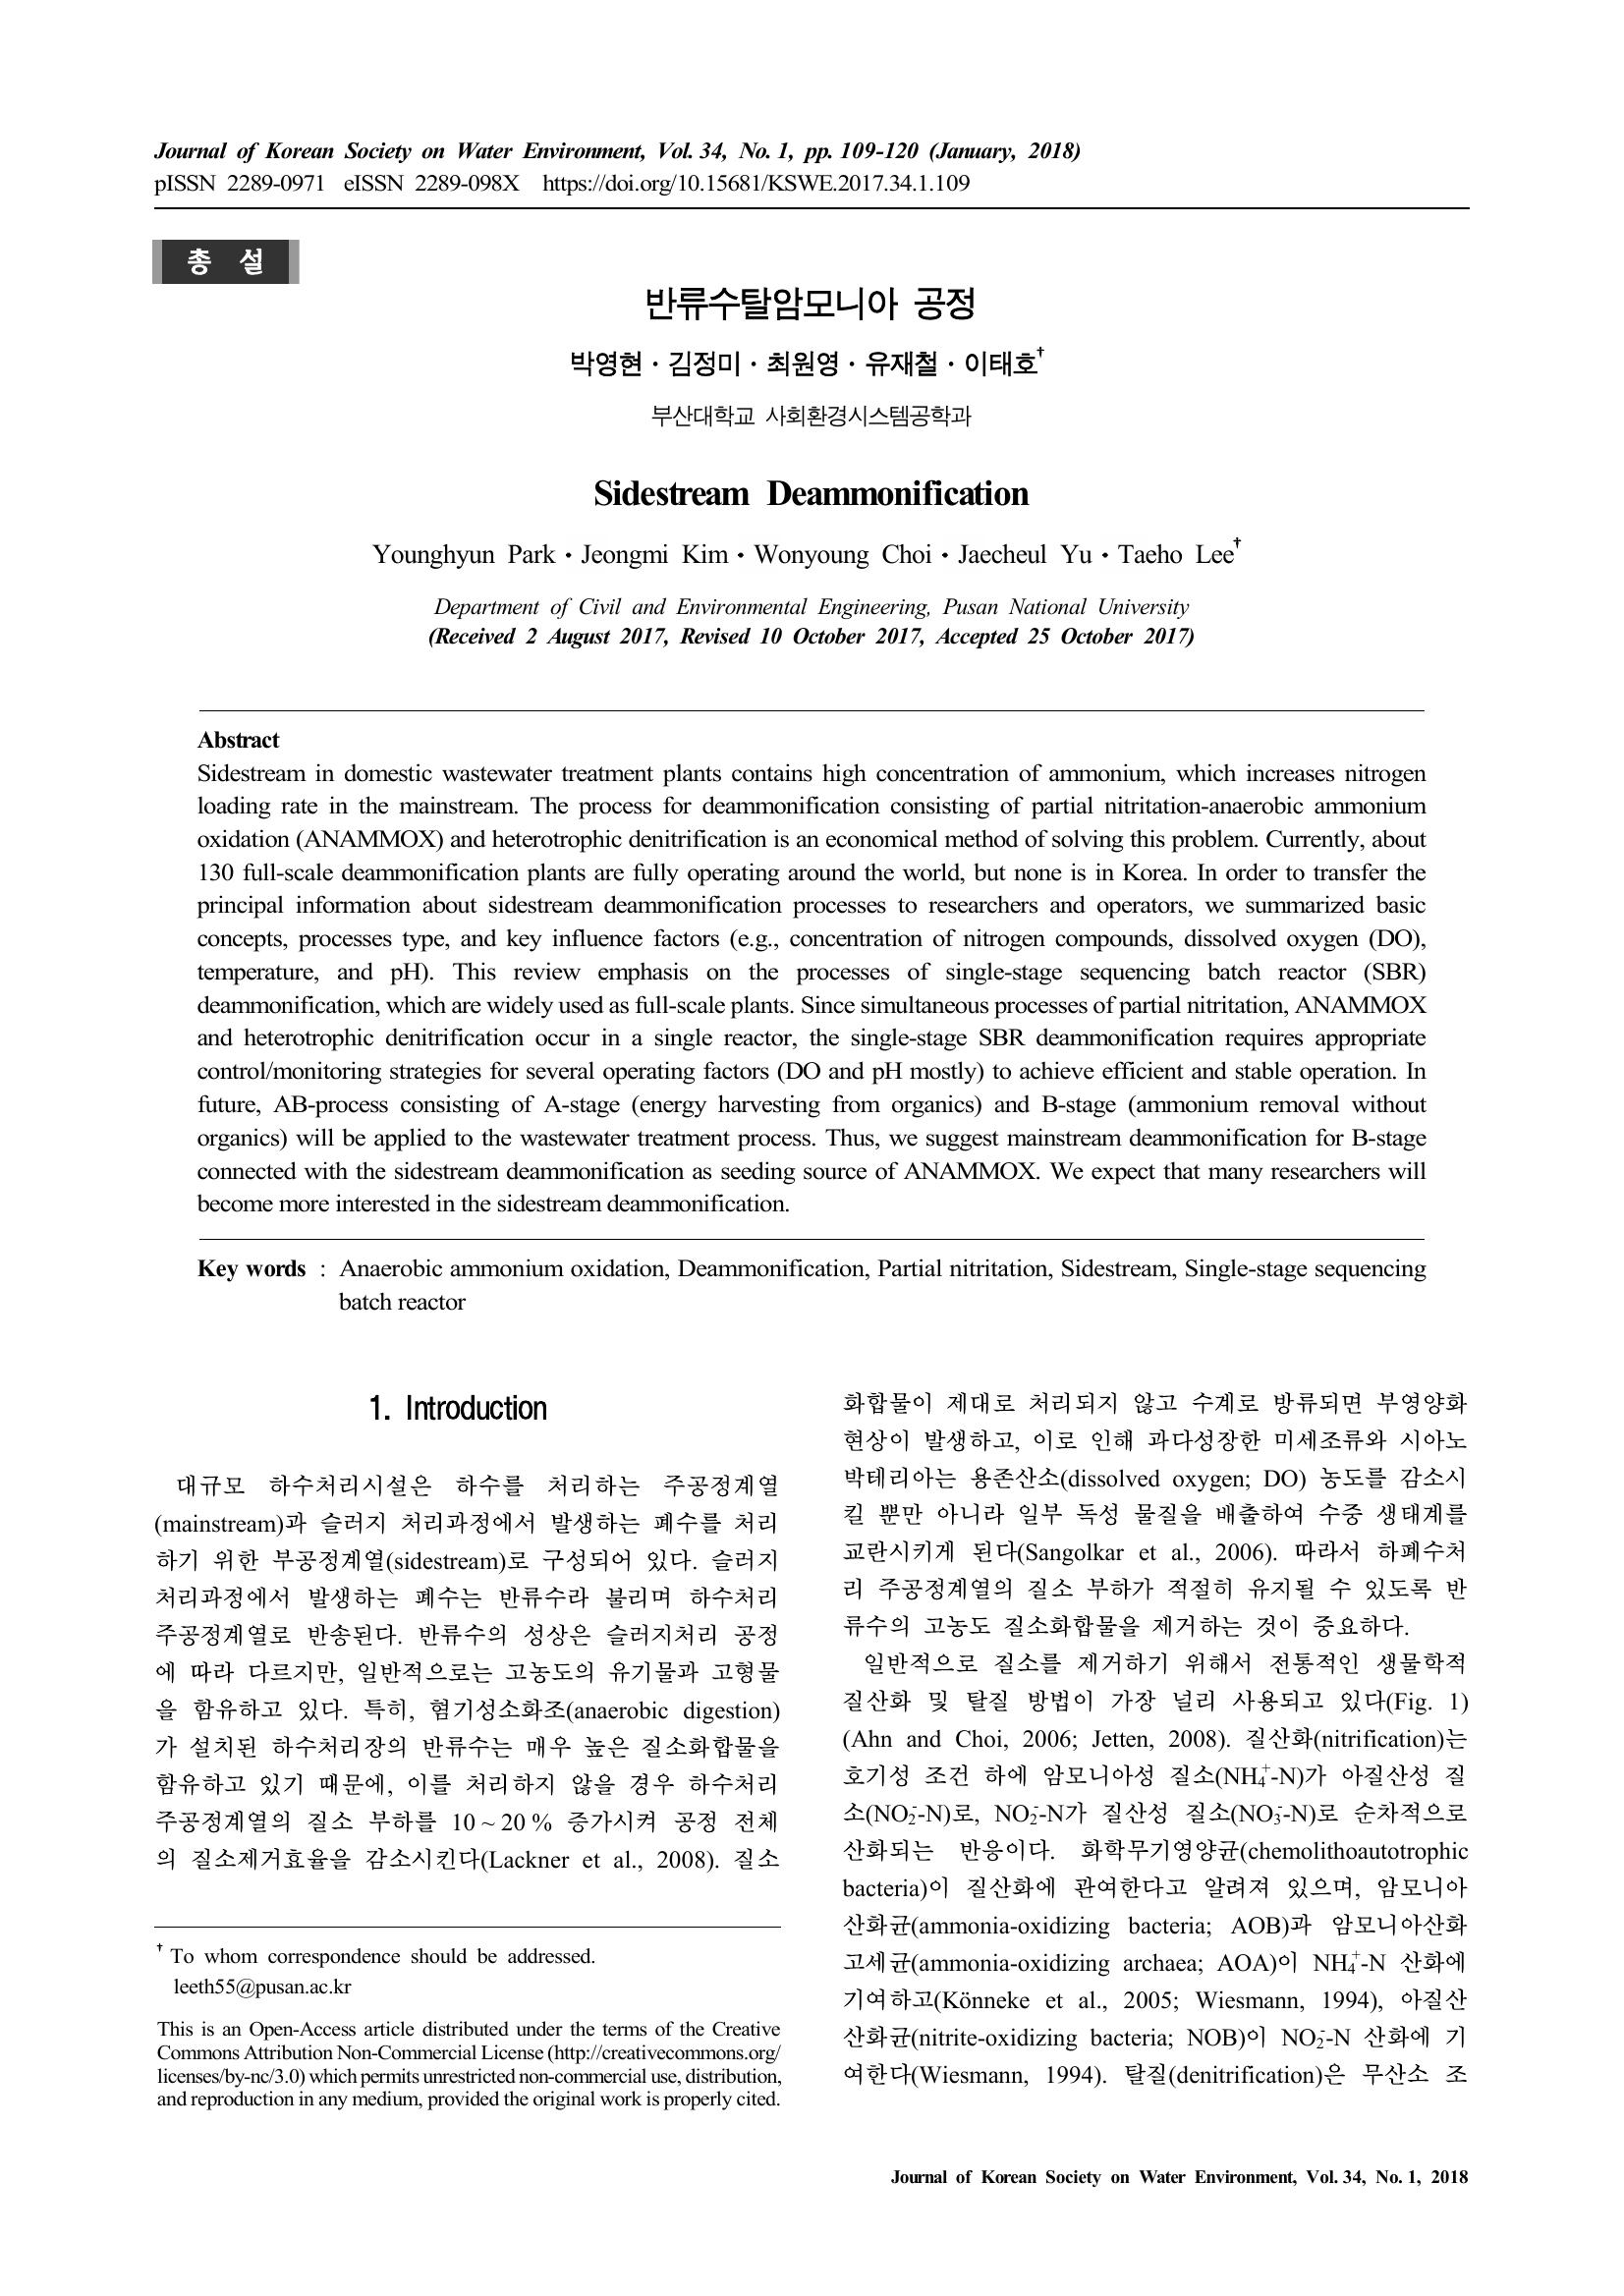 Journal of Korean Society on Water Environment, Vol. 34, No. 1, pp. 109-120 (January, 2018)
pISSN 2289-0971 eISSN 2289-098X https://doi.org/10.15681/KSWE.2017.34.1.109
총 설
반류수탈암모니아 공정
박영현 · 김정미 · 최원영 · 유재철 · 이태호†
부산대학교 사회환경시스템공학과
Sidestream Deammonification
Younghyun Park · Jeongmi Kim · Wonyoung Choi · Jaecheul Yu · Taeho Lee†
Department of Civil and Environmental Engineering, Pusan National University
(Received 2 August 2017, Revised 10 October 2017, Accepted 25 October 2017)
Abstract
Sidestream in domestic wastewater treatment plants contains high concentration of ammonium, which increases nitrogen
loading rate in the mainstream. The process for deammonification consisting of partial nitritation-anaerobic ammonium
oxidation (ANAMMOX) and heterotrophic denitrification is an economical method of solving this problem. Currently, about
130 full-scale deammonification plants are fully operating around the world, but none is in Korea. In order to transfer the
principal information about sidestream deammonification processes to researchers and operators, we summarized basic
concepts, processes type, and key influence factors (e.g., concentration of nitrogen compounds, dissolved oxygen (DO),
temperature, and pH). This review emphasis on the processes of single-stage sequencing batch reactor (SBR)
deammonification, which are widely used as full-scale plants. Since simultaneous processes of partial nitritation, ANAMMOX
and heterotrophic denitrification occur in a single reactor, the single-stage SBR deammonification requires appropriate
control/monitoring strategies for several operating factors (DO and pH mostly) to achieve efficient and stable operation. In
future, AB-process consisting of A-stage (energy harvesting from organics) and B-stage (ammonium removal without
organics) will be applied to the wastewater treatment process. Thus, we suggest mainstream deammonification for B-stage
connected with the sidestream deammonification as seeding source of ANAMMOX. We expect that many researchers will
become more interested in the sidestream deammonification.
Key words : Anaerobic ammonium oxidation, Deammonification, Partial nitritation, Sidestream, Single-stage sequencing
batch reactor
1. Introduction
대규모 하수처리시설은 하수를 처리하는 주공정계열
(mainstream)과 슬러지 처리과정에서 발생하는 폐수를 처리
하기 위한 부공정계열(sidestream)로 구성되어 있다. 슬러지
처리과정에서 발생하는 폐수는 반류수라 불리며 하수처리
주공정계열로 반송된다. 반류수의 성상은 슬러지처리 공정
에 따라 다르지만, 일반적으로는 고농도의 유기물과 고형물
을 함유하고 있다. 특히, 혐기성소화조(anaerobic digestion)
가 설치된 하수처리장의 반류수는 매우 높은 질소화합물을
함유하고 있기 때문에, 이를 처리하지 않을 경우 하수처리
주공정계열의 질소 부하를 10 ~ 20 % 증가시켜 공정 전체
의 질소제거효율을 감소시킨다(Lackner et al., 2008). 질소
† To whom correspondence should be addressed.
leeth55@pusan.ac.kr
This is an Open-Access article distributed under the terms of the Creative
Commons Attribution Non-Commercial License (http://creativecommons.org/
licenses/by-nc/3.0) which permits unrestricted non-commercial use, distribution,
and reproduction in any medium, provided the original work is properly cited.
화합물이 제대로 처리되지 않고 수계로 방류되면 부영양화
현상이 발생하고, 이로 인해 과다성장한 미세조류와 시아노
박테리아는 용존산소(dissolved oxygen; DO) 농도를 감소시
킬 뿐만 아니라 일부 독성 물질을 배출하여 수중 생태계를
교란시키게 된다(Sangolkar et al., 2006). 따라서 하폐수처
리 주공정계열의 질소 부하가 적절히 유지될 수 있도록 반
류수의 고농도 질소화합물을 제거하는 것이 중요하다.
일반적으로 질소를 제거하기 위해서 전통적인 생물학적
질산화 및 탈질 방법이 가장 널리 사용되고 있다(Fig. 1)
(Ahn and Choi, 2006; Jetten, 2008). 질산화(nitrification)는
호기성 조건 하에 암모니아성 질소(NH₄⁺-N)가 아질산성 질
소(NO₂⁻-N)로, NO₂⁻-N가 질산성 질소(NO₃⁻-N)로 순차적으로
산화되는 반응이다. 화학무기영양균(chemolithoautotrophic
bacteria)이 질산화에 관여한다고 알려져 있으며, 암모니아
산화균(ammonia-oxidizing bacteria; AOB)과 암모니아산화
고세균(ammonia-oxidizing archaea; AOA)이 NH₄⁺-N 산화에
기여하고(Könneke et al., 2005; Wiesmann, 1994), 아질산
산화균(nitrite-oxidizing bacteria; NOB)이 NO₂⁻-N 산화에 기
여한다(Wiesmann, 1994). 탈질(denitrification)은 무산소 조
Journal of Korean Society on Water Environment, Vol. 34, No. 1, 2018